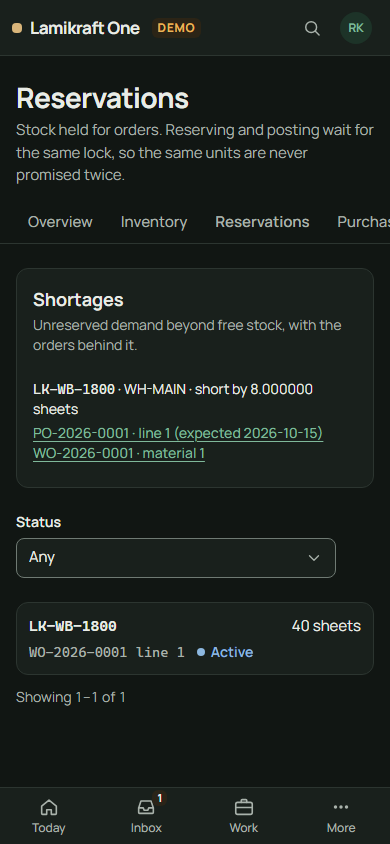 Lamikraft One DEMO RK
Reservations
Stock held for orders. Reserving and posting wait for
the same lock, so the same units are never
promised twice.
Overview Inventory Reservations Purchas
Shortages
Unreserved demand beyond free stock, with the
orders behind it.
LK-WB-1800 · WH-MAIN · short by 8.000000
sheets
PO-2026-0001 · line 1 (expected 2026-10-15)
WO-2026-0001 · material 1
Status
Any
LK-WB-1800 40 sheets
WO-2026-0001 line 1 Active
Showing 1–1 of 1
1
Today Inbox Work More